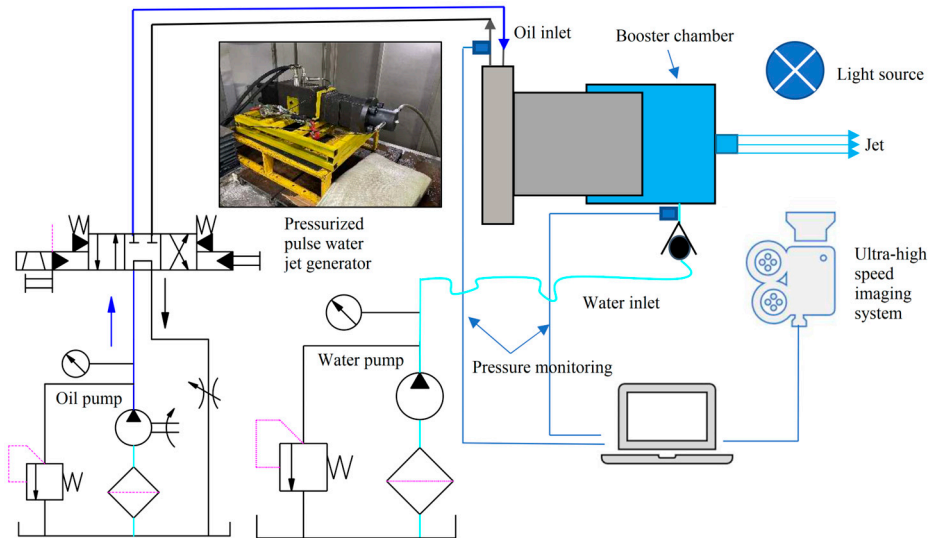 Oil inlet
Booster chamber
Light source
Jet
Pressurized
pulse water
jet generator
Ultra-high
speed
imaging
system
Water inlet
Water pump
Pressure monitoring
Oil pump